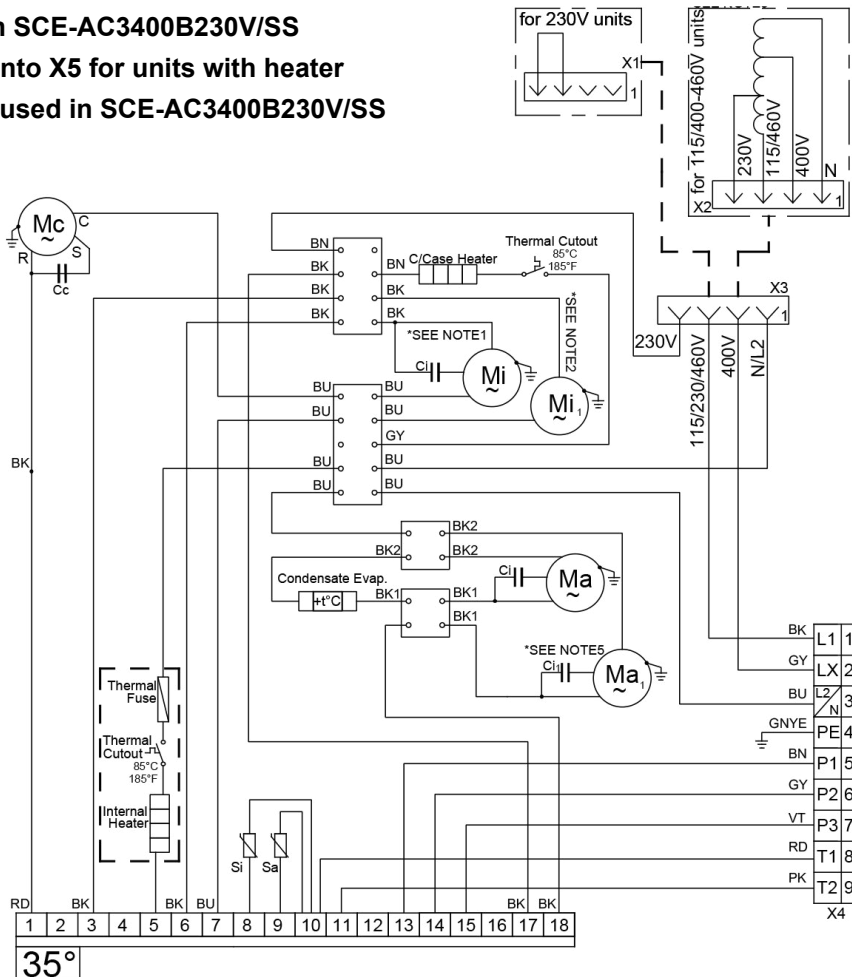 SCE-AC3400B230V/SS
nto X5 for units with heater
used in SCE-AC3400B230V/SS
for 230V units
X1
1
for 115/400-460V units
230V
115/460V
400V
N
X2
1
Mc
~
C
S
R
Cc
BN
BK
BK
BK
BN
C/Case Heater
Thermal Cutout
85°C
185°F
BK
BK
*SEE NOTE1
*SEE NOTE2
Ci
Mi
~
Mi1
~
X3
1
230V
115/230/460V
400V
N/L2
BU
BU
BU
BU
BU
BU
GY
BU
BU
BK
BK2
BK2
BK2
Condensate Evap.
+t°C
BK1
BK1
BK1
Ci
Ma
~
*SEE NOTE5
Ci1
Ma1
~
Thermal
Fuse
Thermal
Cutout
85°C
185°F
Internal
Heater
Si
Sa
BK L1 1
GY LX 2
BU L2/N 3
GNYE PE 4
BN P1 5
GY P2 6
VT P3 7
RD T1 8
PK T2 9
X4
RD BK BK BU BK BK
1 2 3 4 5 6 7 8 9 10 11 12 13 14 15 16 17 18
35°